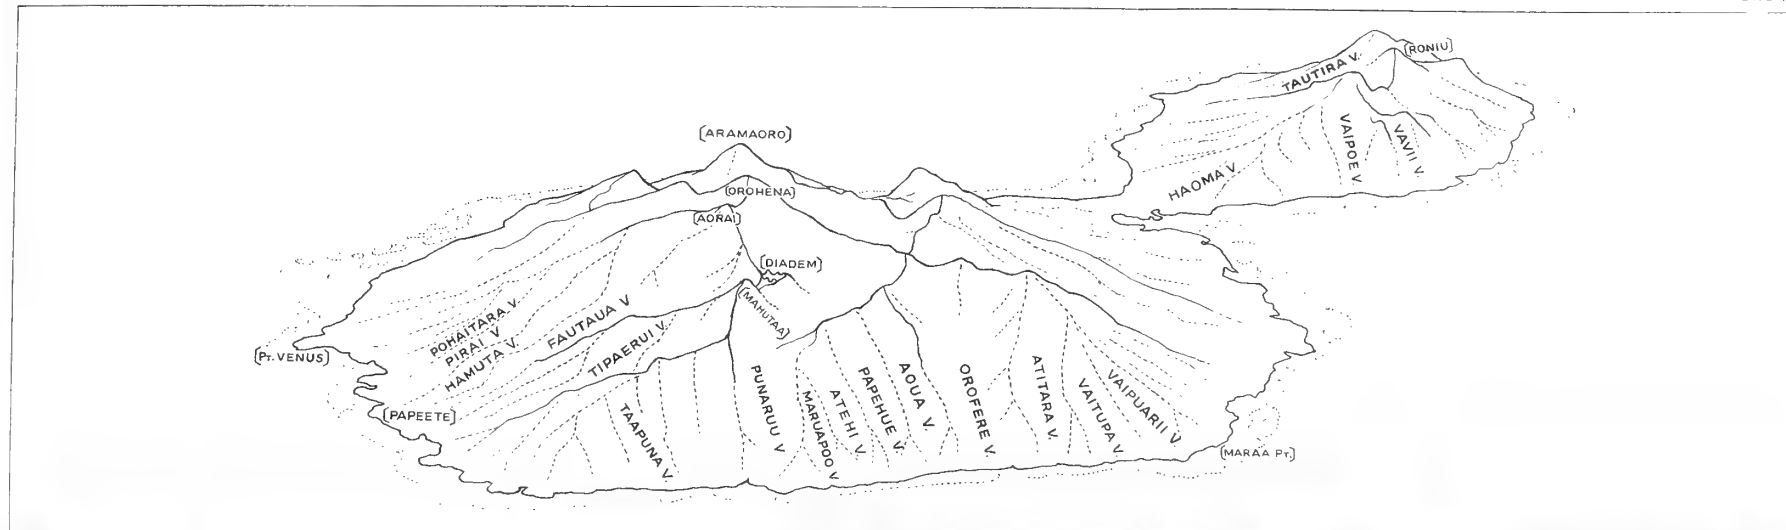 [RONIU]
TAUTIRA V.
VAIPOE V.
VAVII V.
HAOMA V.
[ARAMAORO]
[OROHENA]
[AORAI]
[DIADEM]
[MAHUTAA]
POHAITARA V.
PIRAI V.
HAMUTA V.
FAUTAUA V.
TIPAERUI V.
[PT. VENUS]
[PAPEETE]
TAAPUNA V.
PUNARUU V.
MARUAPOO V.
ATEHI V.
PAPEHUE V.
AOUA V.
OROFERE V.
ATITARA V.
VAITUPA V.
VAIPUARII V.
[MARAA PT.]